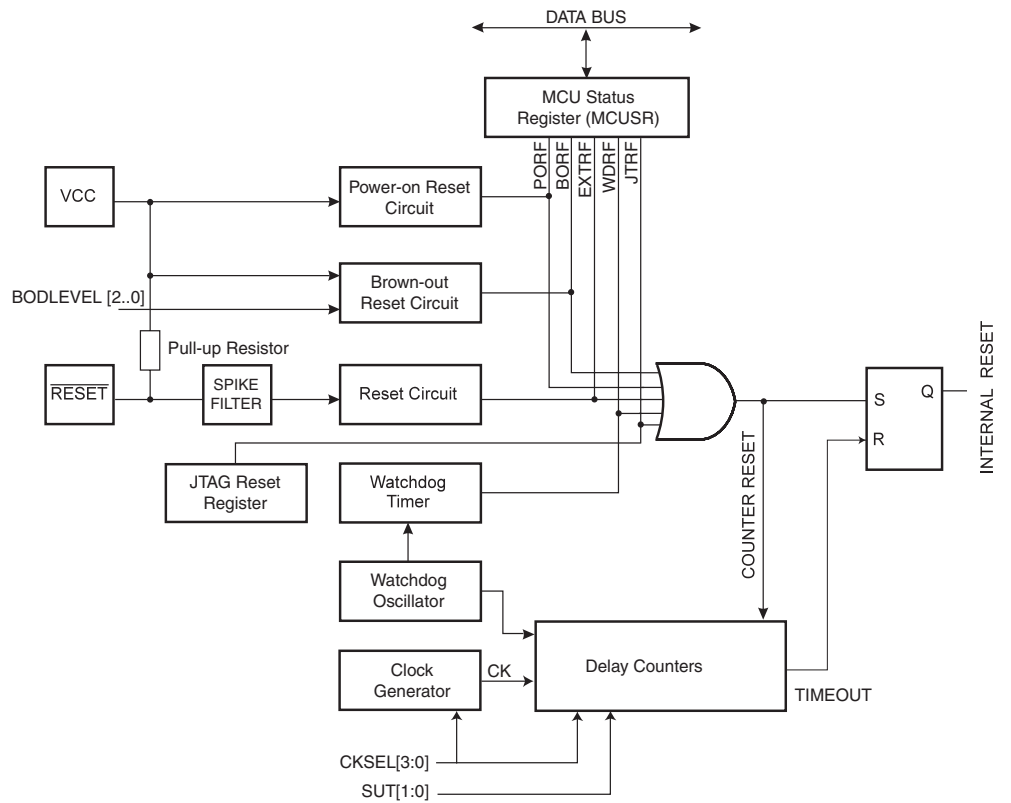 DATA BUS
MCU Status
Register (MCUSR)
PORF
BORF
EXTRF
WDRF
JTRF
VCC
Power-on Reset
Circuit
Brown-out
Reset Circuit
BODLEVEL [2..0]
Pull-up Resistor
RESET
SPIKE
FILTER
Reset Circuit
S
Q
R
INTERNAL RESET
COUNTER RESET
JTAG Reset
Register
Watchdog
Timer
Watchdog
Oscillator
Clock
Generator
CK
Delay Counters
TIMEOUT
CKSEL[3:0]
SUT[1:0]